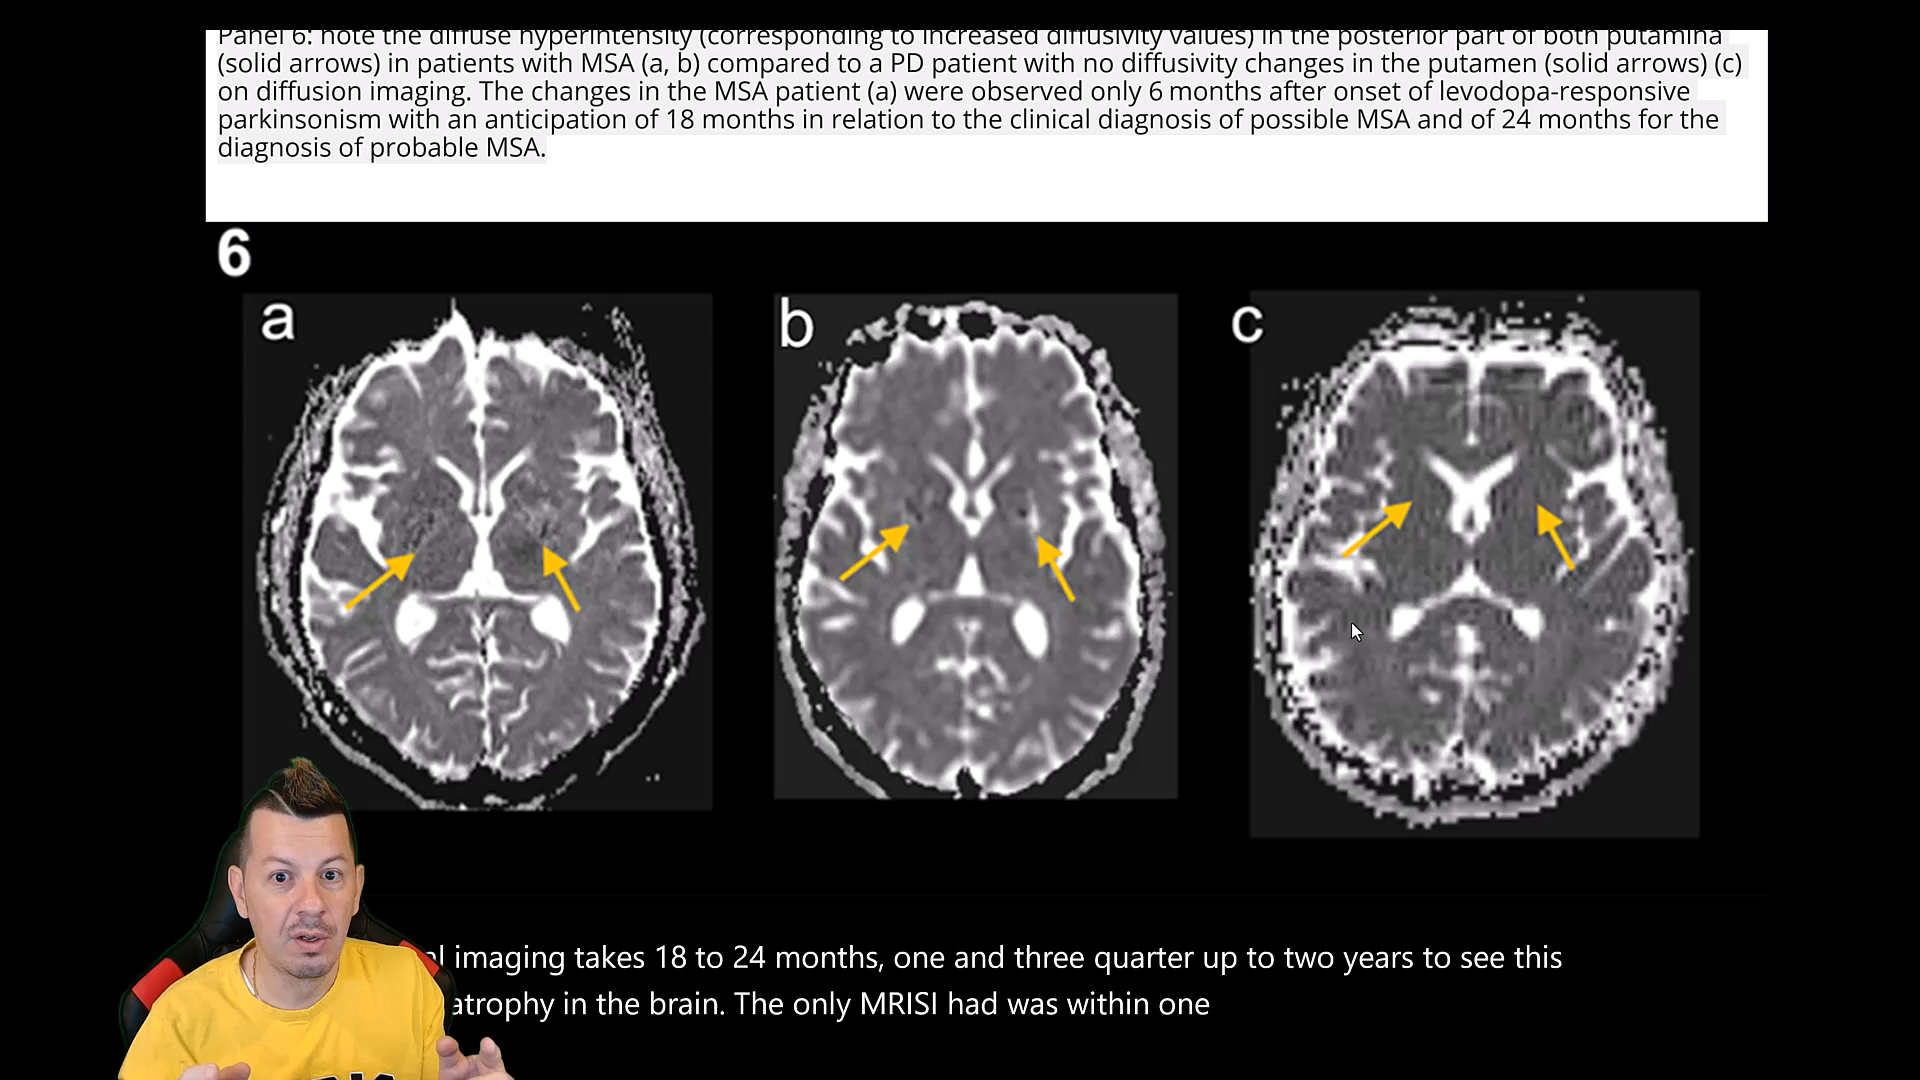 Panel 6: note the diffuse hyperintensity (corresponding to increased diffusivity values) in the posterior part of both putamina
(solid arrows) in patients with MSA (a, b) compared to a PD patient with no diffusivity changes in the putamen (solid arrows) (c)
on diffusion imaging. The changes in the MSA patient (a) were observed only 6 months after onset of levodopa-responsive
parkinsonism with an anticipation of 18 months in relation to the clinical diagnosis of possible MSA and of 24 months for the
diagnosis of probable MSA.
6
a
b
c
imaging takes 18 to 24 months, one and three quarter up to two years to see this
atrophy in the brain. The only MRISI had was within one